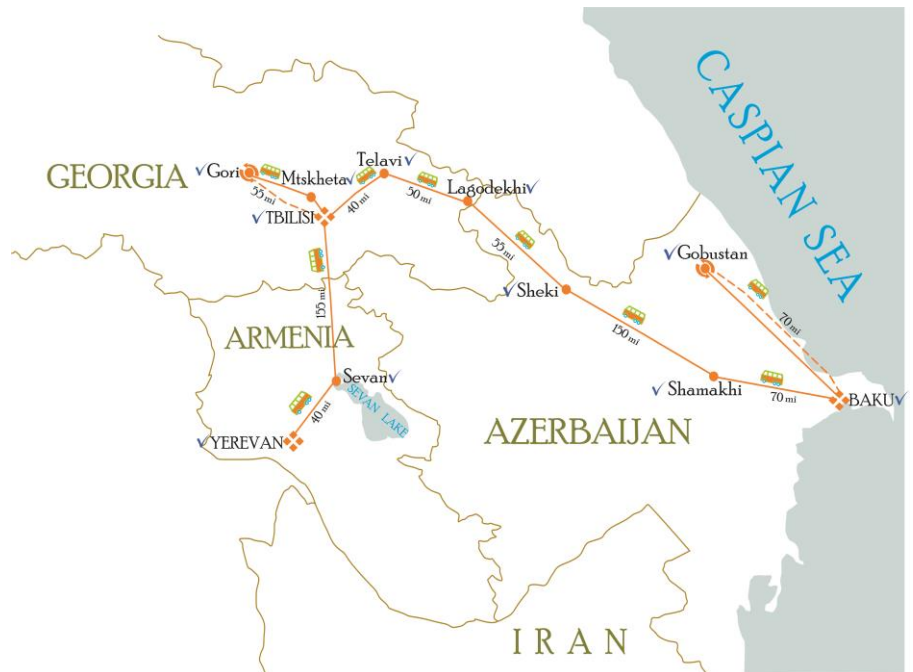 CASPIAN SEA
GEORGIA
Gori
Mtskheta
Telavi
Lagodekhi
55 mi
TBILISI
40 mi
50 mi
55 mi
Gobustan
155 mi
Sheki
70 mi
150 mi
ARMENIA
Sevan
SEVAN LAKE
40 mi
Shamakhi
70 mi
BAKU
YEREVAN
AZERBAIJAN
IRAN